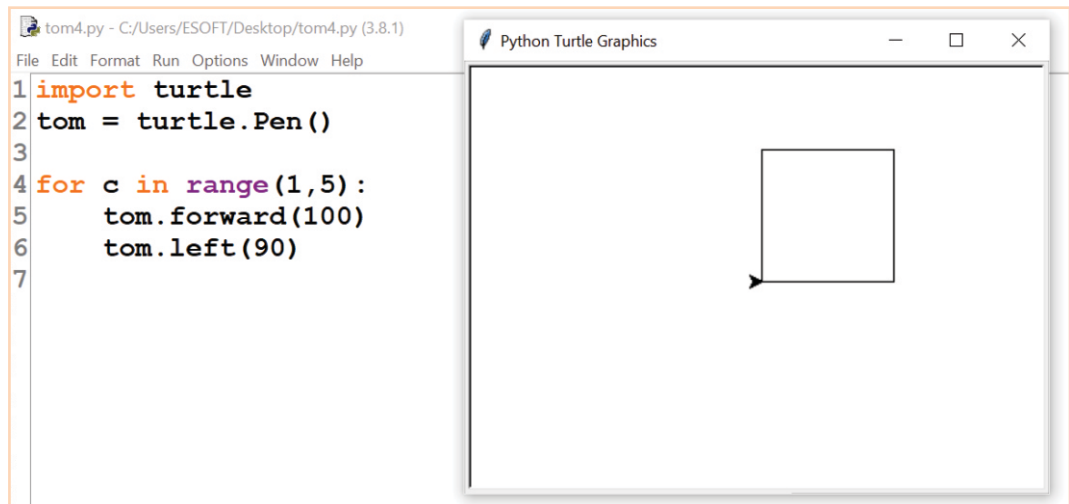 tom4.py - C:/Users/ESOFT/Desktop/tom4.py (3.8.1)
File Edit Format Run Options Window Help
1 import turtle
2 tom = turtle.Pen()
3
4 for c in range(1,5):
5     tom.forward(100)
6     tom.left(90)
7
Python Turtle Graphics